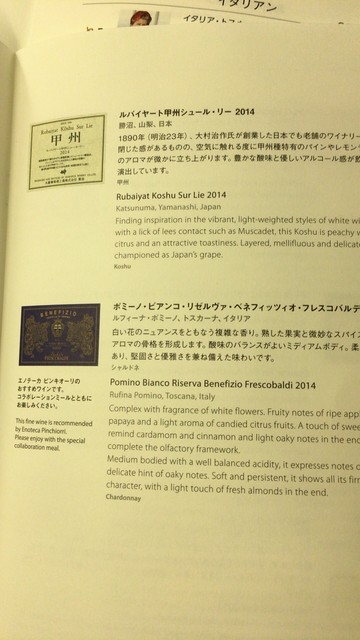 イタリアン
イタリア・トス
Rubaiyat Koshu Sur Lie
甲州
2014
ルバイヤート甲州シュール・リー 2014
勝沼、山梨、日本
1890年（明治23年）、大村治作氏が創業した日本でも老舗のワイナリー
閉じた感があるものの、空気に触れる度に甲州種特有のパインやレモン
のアロマが微かに立ち上がります。豊かな酸味と優しいアルコール感が飲
演出しています。
甲州
Rubaiyat Koshu Sur Lie 2014
Katsunuma, Yamanashi, Japan
Finding inspiration in the vibrant, light-weighted styles of white wi
with a lick of lees contact such as Muscadet, this Koshu is peachy w
citrus and an attractive toastiness. Layered, mellifluous and delicate
championed as Japan's grape.
Koshu
BENEFIZIO
ポミーノ・ビアンコ・リゼルヴァ・ベネフィッツィオ・フレスコバルデ
ルフィーナ・ポミーノ、トスカーナ、イタリア
白い花のニュアンスをともなう複雑な香り。熟した果実と微妙なスパイ
アロマの骨格を形成します。酸味のバランスがよいミディアムボディ。柔
あり、堅固さと優雅さを兼ね備えた味わいです。
シャルドネ
エノテーカ ピンキオーリの
おすすめワインです。
コラボレーションミールとともに
お楽しみください。
This fine wine is recommended
by Enoteca Pinchiorri.
Please enjoy with the special
collaboration meal.
Pomino Bianco Riserva Benefizio Frescobaldi 2014
Rufina Pomino, Toscana, Italy
Complex with fragrance of white flowers. Fruity notes of ripe appl
papaya and a light aroma of candied citrus fruits. A touch of swee
remind cardamom and cinnamon and light oaky notes in the end
complete the olfactory framework.
Medium bodied with a well balanced acidity, it expresses notes o
delicate hint of oaky notes. Soft and persistent, it shows all its firm
character, with a light touch of fresh almonds in the end.
Chardonnay